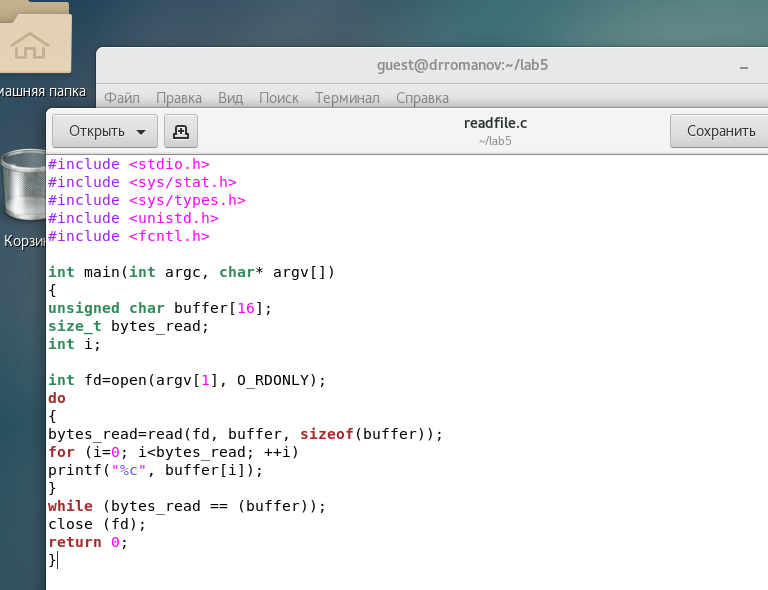 guest@drromanov:~/lab5
Файл Правка Вид Поиск Терминал Справка
машняя папка
Открыть
readfile.c
~/lab5
Сохранить
Корзин
#include <stdio.h>
#include <sys/stat.h>
#include <sys/types.h>
#include <unistd.h>
#include <fcntl.h>
int main(int argc, char* argv[])
{
unsigned char buffer[16];
size_t bytes_read;
int i;
int fd=open(argv[1], O_RDONLY);
do
{
bytes_read=read(fd, buffer, sizeof(buffer));
for (i=0; i<bytes_read; ++i)
printf("%c", buffer[i]);
}
while (bytes_read == (buffer));
close (fd);
return 0;
}